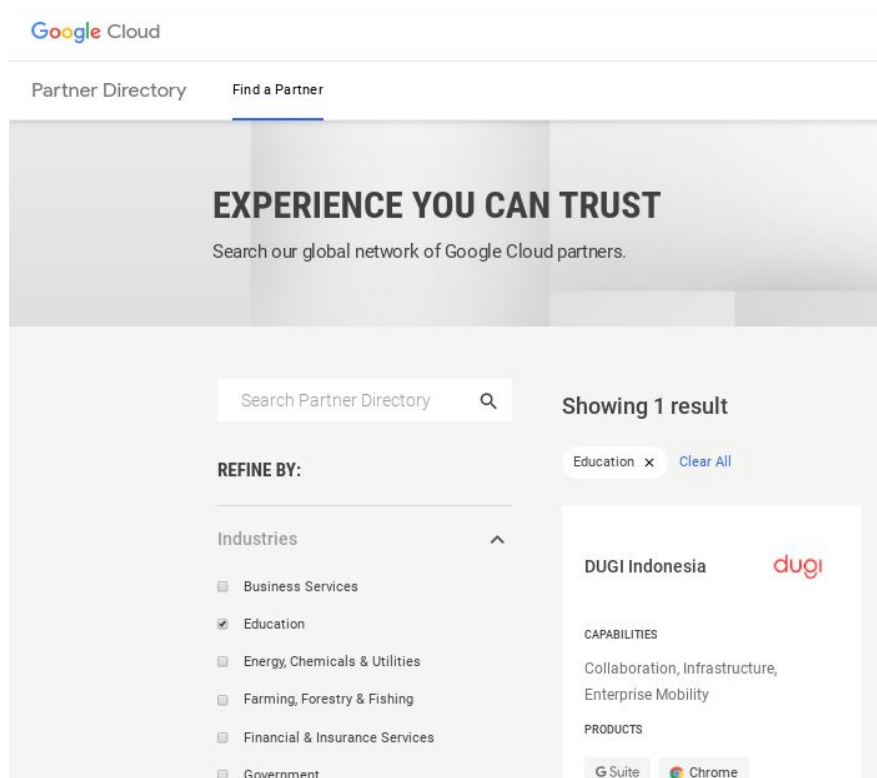 Google Cloud
Partner Directory
Find a Partner
EXPERIENCE YOU CAN TRUST
Search our global network of Google Cloud partners.
Search Partner Directory
REFINE BY:
Industries
Business Services
Education
Energy, Chemicals & Utilities
Farming, Forestry & Fishing
Financial & Insurance Services
Government
Showing 1 result
Education ×
Clear All
DUGI Indonesia
dugi
CAPABILITIES
Collaboration, Infrastructure,
Enterprise Mobility
PRODUCTS
G Suite
Chrome